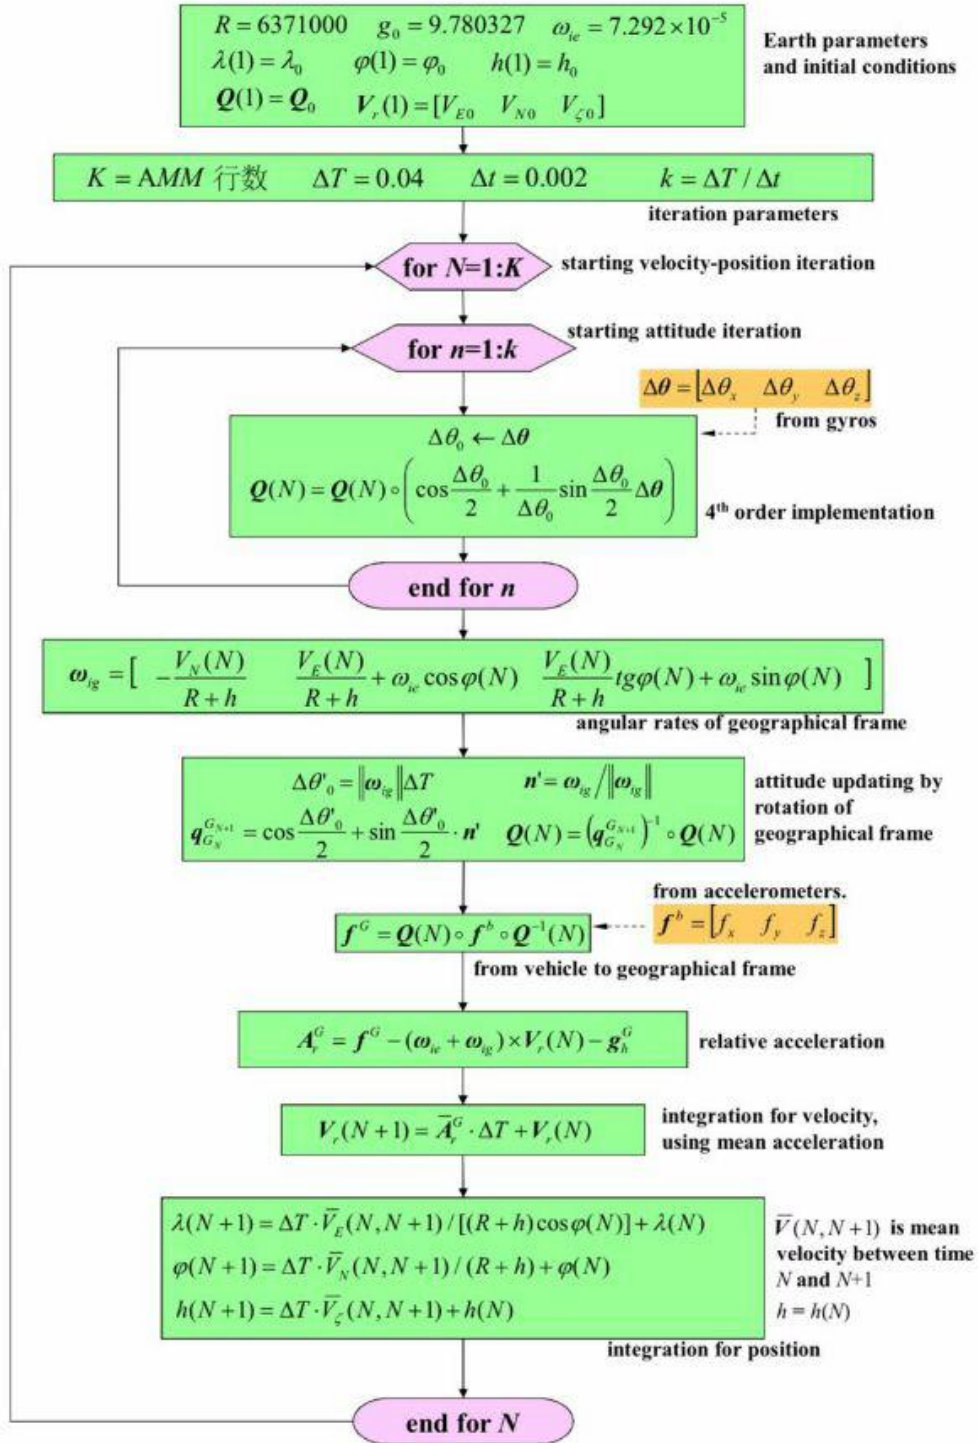 R = 6371000 g₀ = 9.780327 ω_ie = 7.292×10⁻⁵
λ(1) = λ₀ φ(1) = φ₀ h(1) = h₀
Q(1) = Q₀ V_r(1) = [V_E0 V_N0 V_ζ0]
Earth parameters
and initial conditions
K = AMM 行数 ΔT = 0.04 Δt = 0.002 k = ΔT / Δt
iteration parameters
for N=1:K
starting velocity-position iteration
for n=1:k
starting attitude iteration
Δθ = [Δθ_x Δθ_y Δθ_z]
from gyros
Δθ₀ ← Δθ
Q(N) = Q(N)∘(cos Δθ₀/2 + 1/Δθ₀ sin Δθ₀/2 Δθ)
4th order implementation
end for n
ω_ig = [ −V_N(N)/(R + h) V_E(N)/(R + h) + ω_ie cos φ(N) V_E(N)/(R + h) tgφ(N) + ω_ie sin φ(N) ]
angular rates of geographical frame
Δθ'₀ = ‖ω_ig‖ΔT n' = ω_ig/‖ω_ig‖
q_{G_N}^{G_{N+1}} = cos Δθ'₀/2 + sin Δθ'₀/2 · n' Q(N) = (q_{G_N}^{G_{N+1}})⁻¹ ∘ Q(N)
attitude updating by
rotation of
geographical frame
from accelerometers.
f^b = [f_x f_y f_z]
f^G = Q(N)∘f^b∘Q⁻¹(N)
from vehicle to geographical frame
A_r^G = f^G − (ω_ie + ω_ig)×V_r(N) − g_h^G
relative acceleration
V_r(N+1) = A̅_r^G · ΔT + V_r(N)
integration for velocity,
using mean acceleration
λ(N+1) = ΔT · V̅_E(N, N+1) / [(R + h) cos φ(N)] + λ(N)
φ(N+1) = ΔT · V̅_N(N, N+1) / (R + h) + φ(N)
h(N+1) = ΔT · V̅_ζ(N, N+1) + h(N)
V̅(N, N+1) is mean
velocity between time
N and N+1
h = h(N)
integration for position
end for N